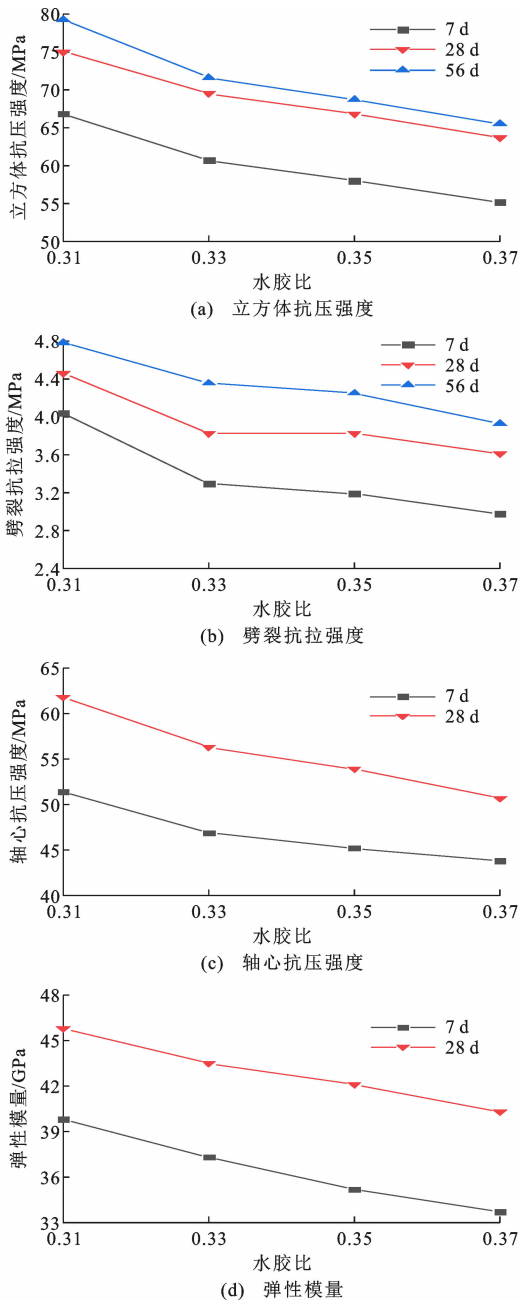 80
75
70
65
60
55
50
立方体抗压强度/MPa
7 d
28 d
56 d
0.31 0.33 0.35 0.37
水胶比
(a) 立方体抗压强度
4.8
4.4
4.0
3.6
3.2
2.8
2.4
劈裂抗拉强度/MPa
7 d
28 d
56 d
0.31 0.33 0.35 0.37
水胶比
(b) 劈裂抗拉强度
65
60
55
50
45
40
轴心抗压强度/MPa
7 d
28 d
0.31 0.33 0.35 0.37
水胶比
(c) 轴心抗压强度
48
45
42
39
36
33
弹性模量/GPa
7 d
28 d
0.31 0.33 0.35 0.37
水胶比
(d) 弹性模量